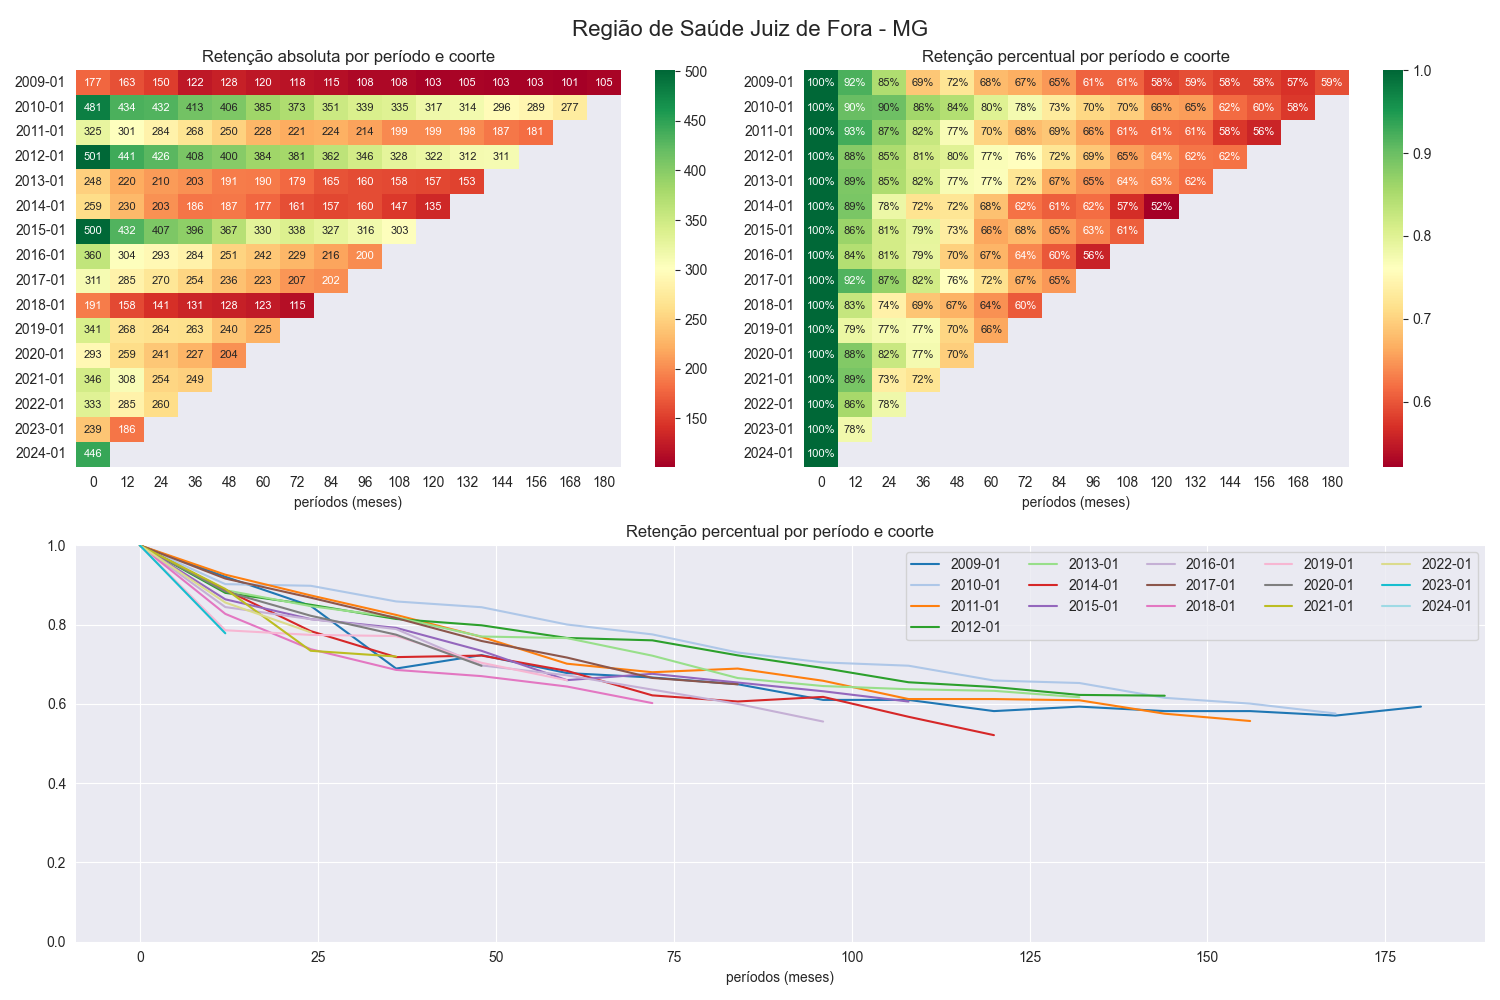 Região de Saúde Juiz de Fora - MG
Retenção absoluta por período e coorte
2009-01 177 163 150 122 128 120 118 115 108 108 103 105 103 103 101 105
2010-01 481 434 432 413 406 385 373 351 339 335 317 314 296 289 277
2011-01 325 301 284 268 250 228 221 224 214 199 199 198 187 181
2012-01 501 441 426 408 400 384 381 362 346 328 322 312 311
2013-01 248 220 210 203 191 190 179 165 160 158 157 153
2014-01 259 230 203 186 187 177 161 157 160 147 135
2015-01 500 432 407 396 367 330 338 327 316 303
2016-01 360 304 293 284 251 242 229 216 200
2017-01 311 285 270 254 236 223 207 202
2018-01 191 158 141 131 128 123 115
2019-01 341 268 264 263 240 225
2020-01 293 259 241 227 204
2021-01 346 308 254 249
2022-01 333 285 260
2023-01 239 186
2024-01 446
0 12 24 36 48 60 72 84 96 108 120 132 144 156 168 180
períodos (meses)
500
450
400
350
300
250
200
150
Retenção percentual por período e coorte
2009-01 100% 92% 85% 69% 72% 68% 67% 65% 61% 61% 58% 59% 58% 58% 57% 59%
2010-01 100% 90% 90% 86% 84% 80% 78% 73% 70% 70% 66% 65% 62% 60% 58%
2011-01 100% 93% 87% 82% 77% 70% 68% 69% 66% 61% 61% 61% 58% 56%
2012-01 100% 88% 85% 81% 80% 77% 76% 72% 69% 65% 64% 62% 62%
2013-01 100% 89% 85% 82% 77% 77% 72% 67% 65% 64% 63% 62%
2014-01 100% 89% 78% 72% 72% 68% 62% 61% 62% 57% 52%
2015-01 100% 86% 81% 79% 73% 66% 68% 65% 63% 61%
2016-01 100% 84% 81% 79% 70% 67% 64% 60% 56%
2017-01 100% 92% 87% 82% 76% 72% 67% 65%
2018-01 100% 83% 74% 69% 67% 64% 60%
2019-01 100% 79% 77% 77% 70% 66%
2020-01 100% 88% 82% 77% 70%
2021-01 100% 89% 73% 72%
2022-01 100% 86% 78%
2023-01 100% 78%
2024-01 100%
0 12 24 36 48 60 72 84 96 108 120 132 144 156 168 180
períodos (meses)
1.0
0.9
0.8
0.7
0.6
Retenção percentual por período e coorte
1.0
0.8
0.6
0.4
0.2
0.0
2009-01 2013-01 2016-01 2019-01 2022-01
2010-01 2014-01 2017-01 2020-01 2023-01
2011-01 2015-01 2018-01 2021-01 2024-01
2012-01
0 25 50 75 100 125 150 175
períodos (meses)